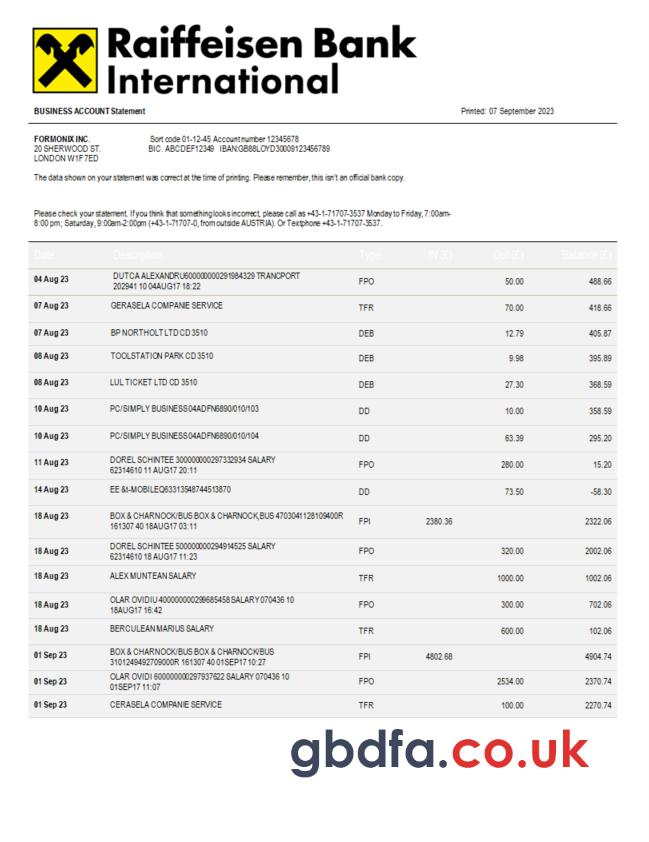 Raiffeisen Bank
International
BUSINESS ACCOUNT Statement Printed: 07 September 2023
FORMONIX INC. Sort code 01-12-45 Account number 12345678
20 SHERWOOD ST. BIC: ABCDEF12349 IBAN:GB88LOYD30009123456789
LONDON W1F7ED
The data shown on your statement was correct at the time of printing. Please remember, this isn't an official bank copy.
Please check your statement. If you think that something looks incorrect, please call as +43-1-71707-3537 Monday to Friday, 7:00am-
8:00 pm; Saturday, 9:00am-2:00pm (+43-1-71707-0, from outside AUSTRIA). Or Textphone +43-1-71707-3537.
Date Description Type IN (£) Out (£) Balance (£)
04 Aug 23 DUTCA ALEXANDRU600000000291984329 TRANCPORT FPO 50.00 488.66
202941 10 04AUG17 18:22
07 Aug 23 GERASELA COMPANIE SERVICE TFR 70.00 418.66
07 Aug 23 BP NORTHOLT LTD CD 3510 DEB 12.79 405.87
08 Aug 23 TOOLSTATION PARK CD 3510 DEB 9.98 395.89
08 Aug 23 LUL TICKET LTD CD 3510 DEB 27.30 368.59
10 Aug 23 PC/SIMPLY BUSINESS04ADFN6890/010/103 DD 10.00 358.59
10 Aug 23 PC/SIMPLY BUSINESS04ADFN6890/010/104 DD 63.39 295.20
11 Aug 23 DOREL SCHINTEE 300000000297332934 SALARY FPO 280.00 15.20
62314610 11 AUG17 20:11
14 Aug 23 EE &t-MOBILEQ63313548744513870 DD 73.50 -58.30
18 Aug 23 BOX & CHARNOCK/BUS BOX & CHARNOCK,BUS 4703041128109400R FPI 2380.36 2322.06
161307 40 18AUG17 03:11
18 Aug 23 DOREL SCHINTEE 500000000294914525 SALARY FPO 320.00 2002.06
62314610 18 AUG17 11:23
18 Aug 23 ALEX MUNTEAN SALARY TFR 1000.00 1002.06
18 Aug 23 OLAR OVIDIU 400000000299685458 SALARY 070436 10 FPO 300.00 702.06
18AUG17 16:42
18 Aug 23 BERCULEAN MARIUS SALARY TFR 600.00 102.06
01 Sep 23 BOX & CHARNOCK/BUS BOX & CHARNOCK/BUS FPI 4802.68 4904.74
3101249492709000R 161307 40 01SEP17 10:27
01 Sep 23 OLAR OVIDI 600000000297937622 SALARY 070436 10 FPO 2534.00 2370.74
01SEP17 11:07
01 Sep 23 CERASELA COMPANIE SERVICE TFR 100.00 2270.74
gbdfa.co.uk